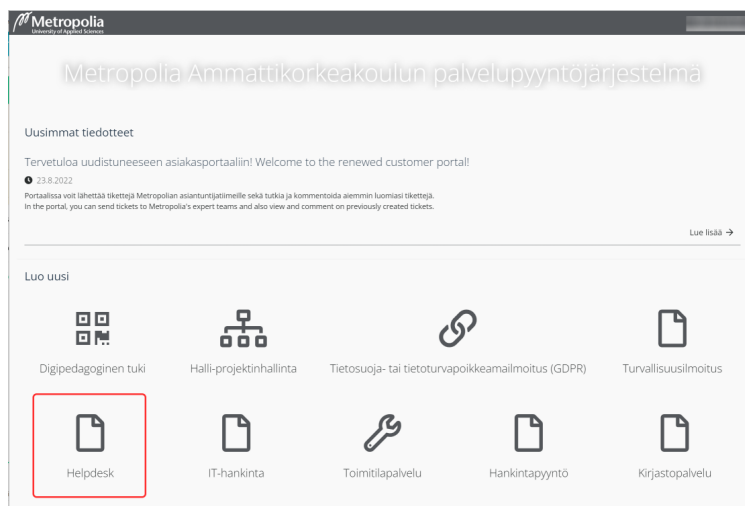 Metropolia
University of Applied Sciences
Metropolia Ammattikorkeakoulun palvelupyyntöjärjestelmä
Uusimmat tiedotteet
Tervetuloa uudistuneeseen asiakasportaaliin! Welcome to the renewed customer portal!
23.8.2022
Portaalissa voit lähettää tikettejä Metropolian asiantuntijatiimeille sekä tutkia ja kommentoida aiemmin luomiasi tikettejä.
In the portal, you can send tickets to Metropolia's expert teams and also view and comment on previously created tickets.
Lue lisää →
Luo uusi
Digipedagoginen tuki
Halli-projektinhallinta
Tietosuoja- tai tietoturvapoikkeamailmoitus (GDPR)
Turvallisuusilmoitus
Helpdesk
IT-hankinta
Toimitilapalvelu
Hankintapyyntö
Kirjastopalvelu